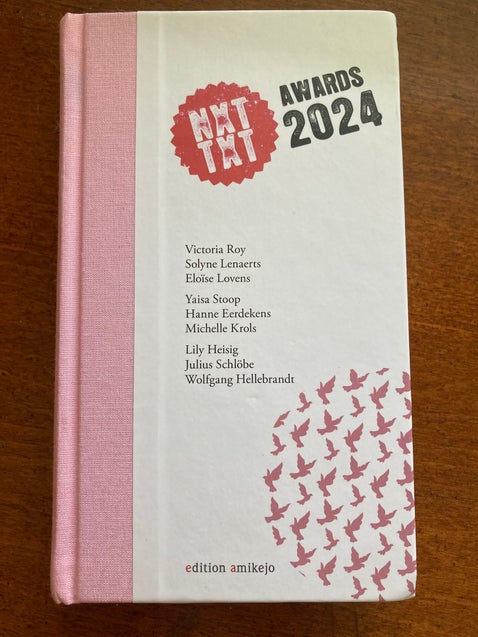 NXT
TXT
AWARDS
2024
Victoria Roy
Solyne Lenaerts
Eloïse Lovens
Yaisa Stoop
Hanne Eerdekens
Michelle Krols
Lily Heisig
Julius Schlöbe
Wolfgang Hellebrandt
edition amikejo